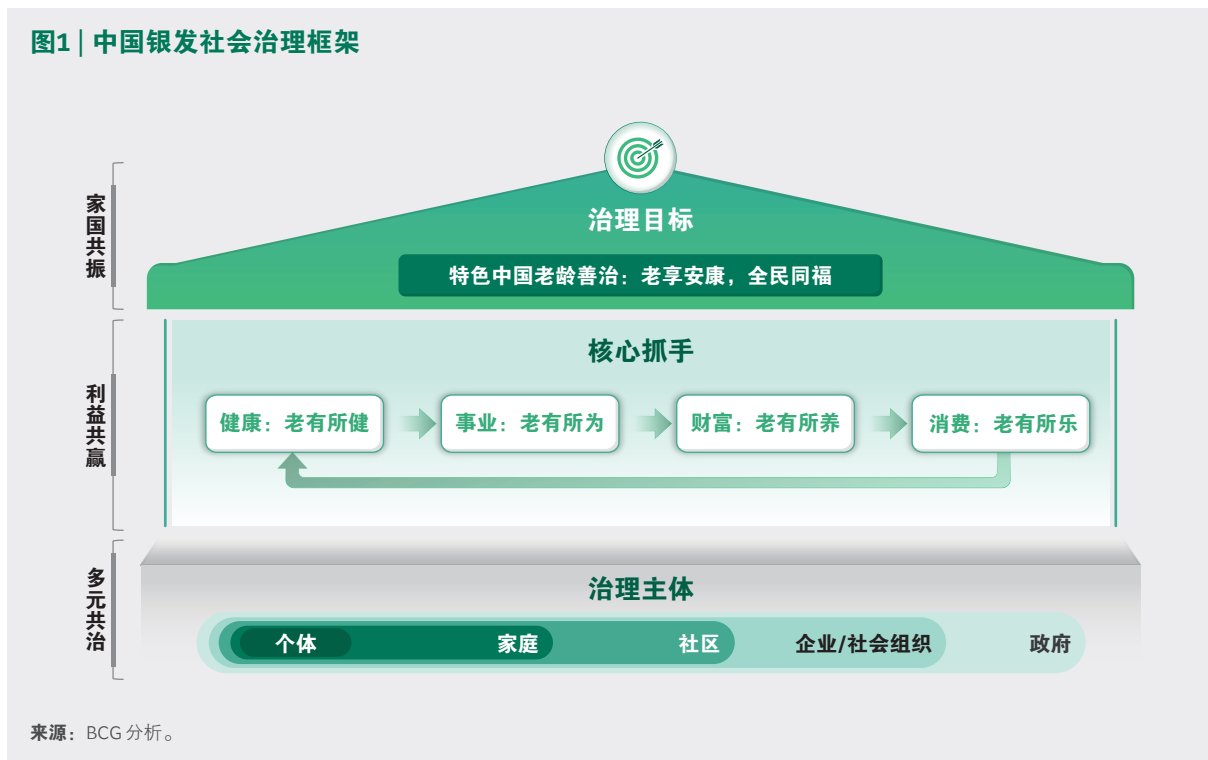 图1 | 中国银发社会治理框架
家国共振
治理目标
特色中国老龄善治：老享安康，全民同福
利益共赢
核心抓手
健康：老有所健
事业：老有所为
财富：老有所养
消费：老有所乐
多元共治
治理主体
个体
家庭
社区
企业/社会组织
政府
来源：BCG 分析。